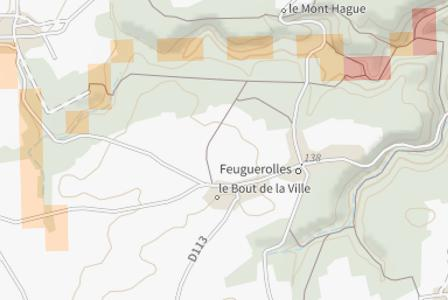 le Mont Hague
138
Feuguerolles
le Bout de la Ville
D113